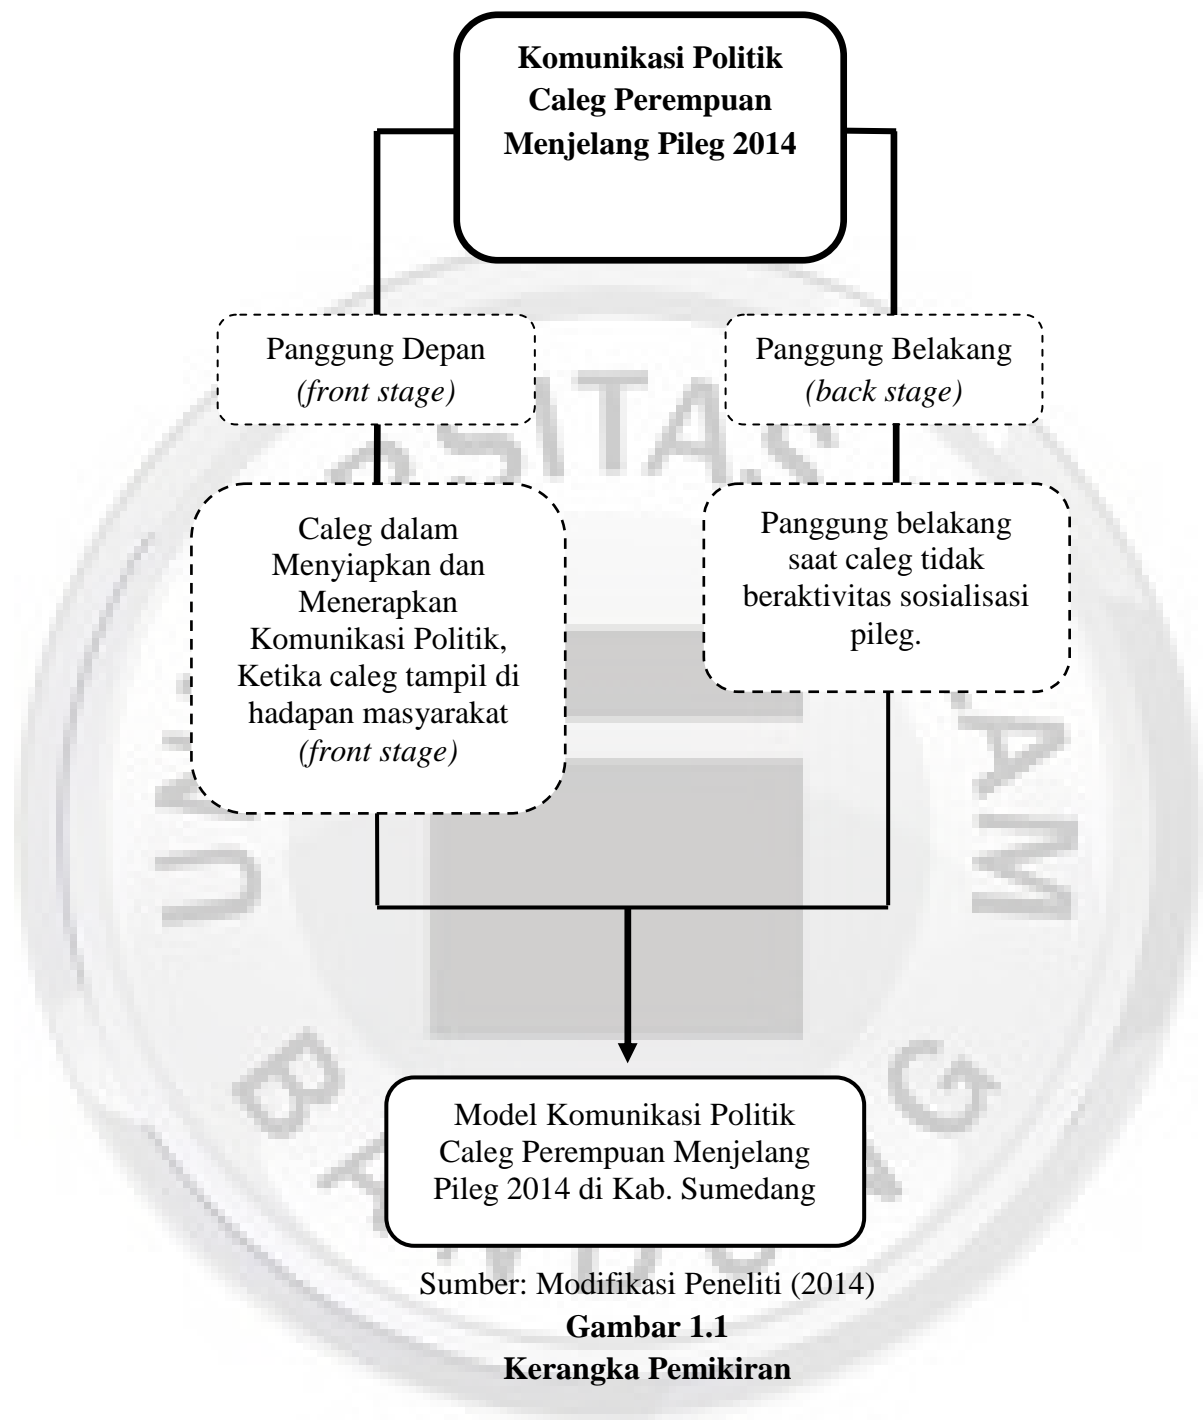 Komunikasi Politik
Caleg Perempuan
Menjelang Pileg 2014
Panggung Depan
(front stage)
Panggung Belakang
(back stage)
Caleg dalam
Menyiapkan dan
Menerapkan
Komunikasi Politik,
Ketika caleg tampil di
hadapan masyarakat
(front stage)
Panggung belakang
saat caleg tidak
beraktivitas sosialisasi
pileg.
Model Komunikasi Politik
Caleg Perempuan Menjelang
Pileg 2014 di Kab. Sumedang
Sumber: Modifikasi Peneliti (2014)
Gambar 1.1
Kerangka Pemikiran